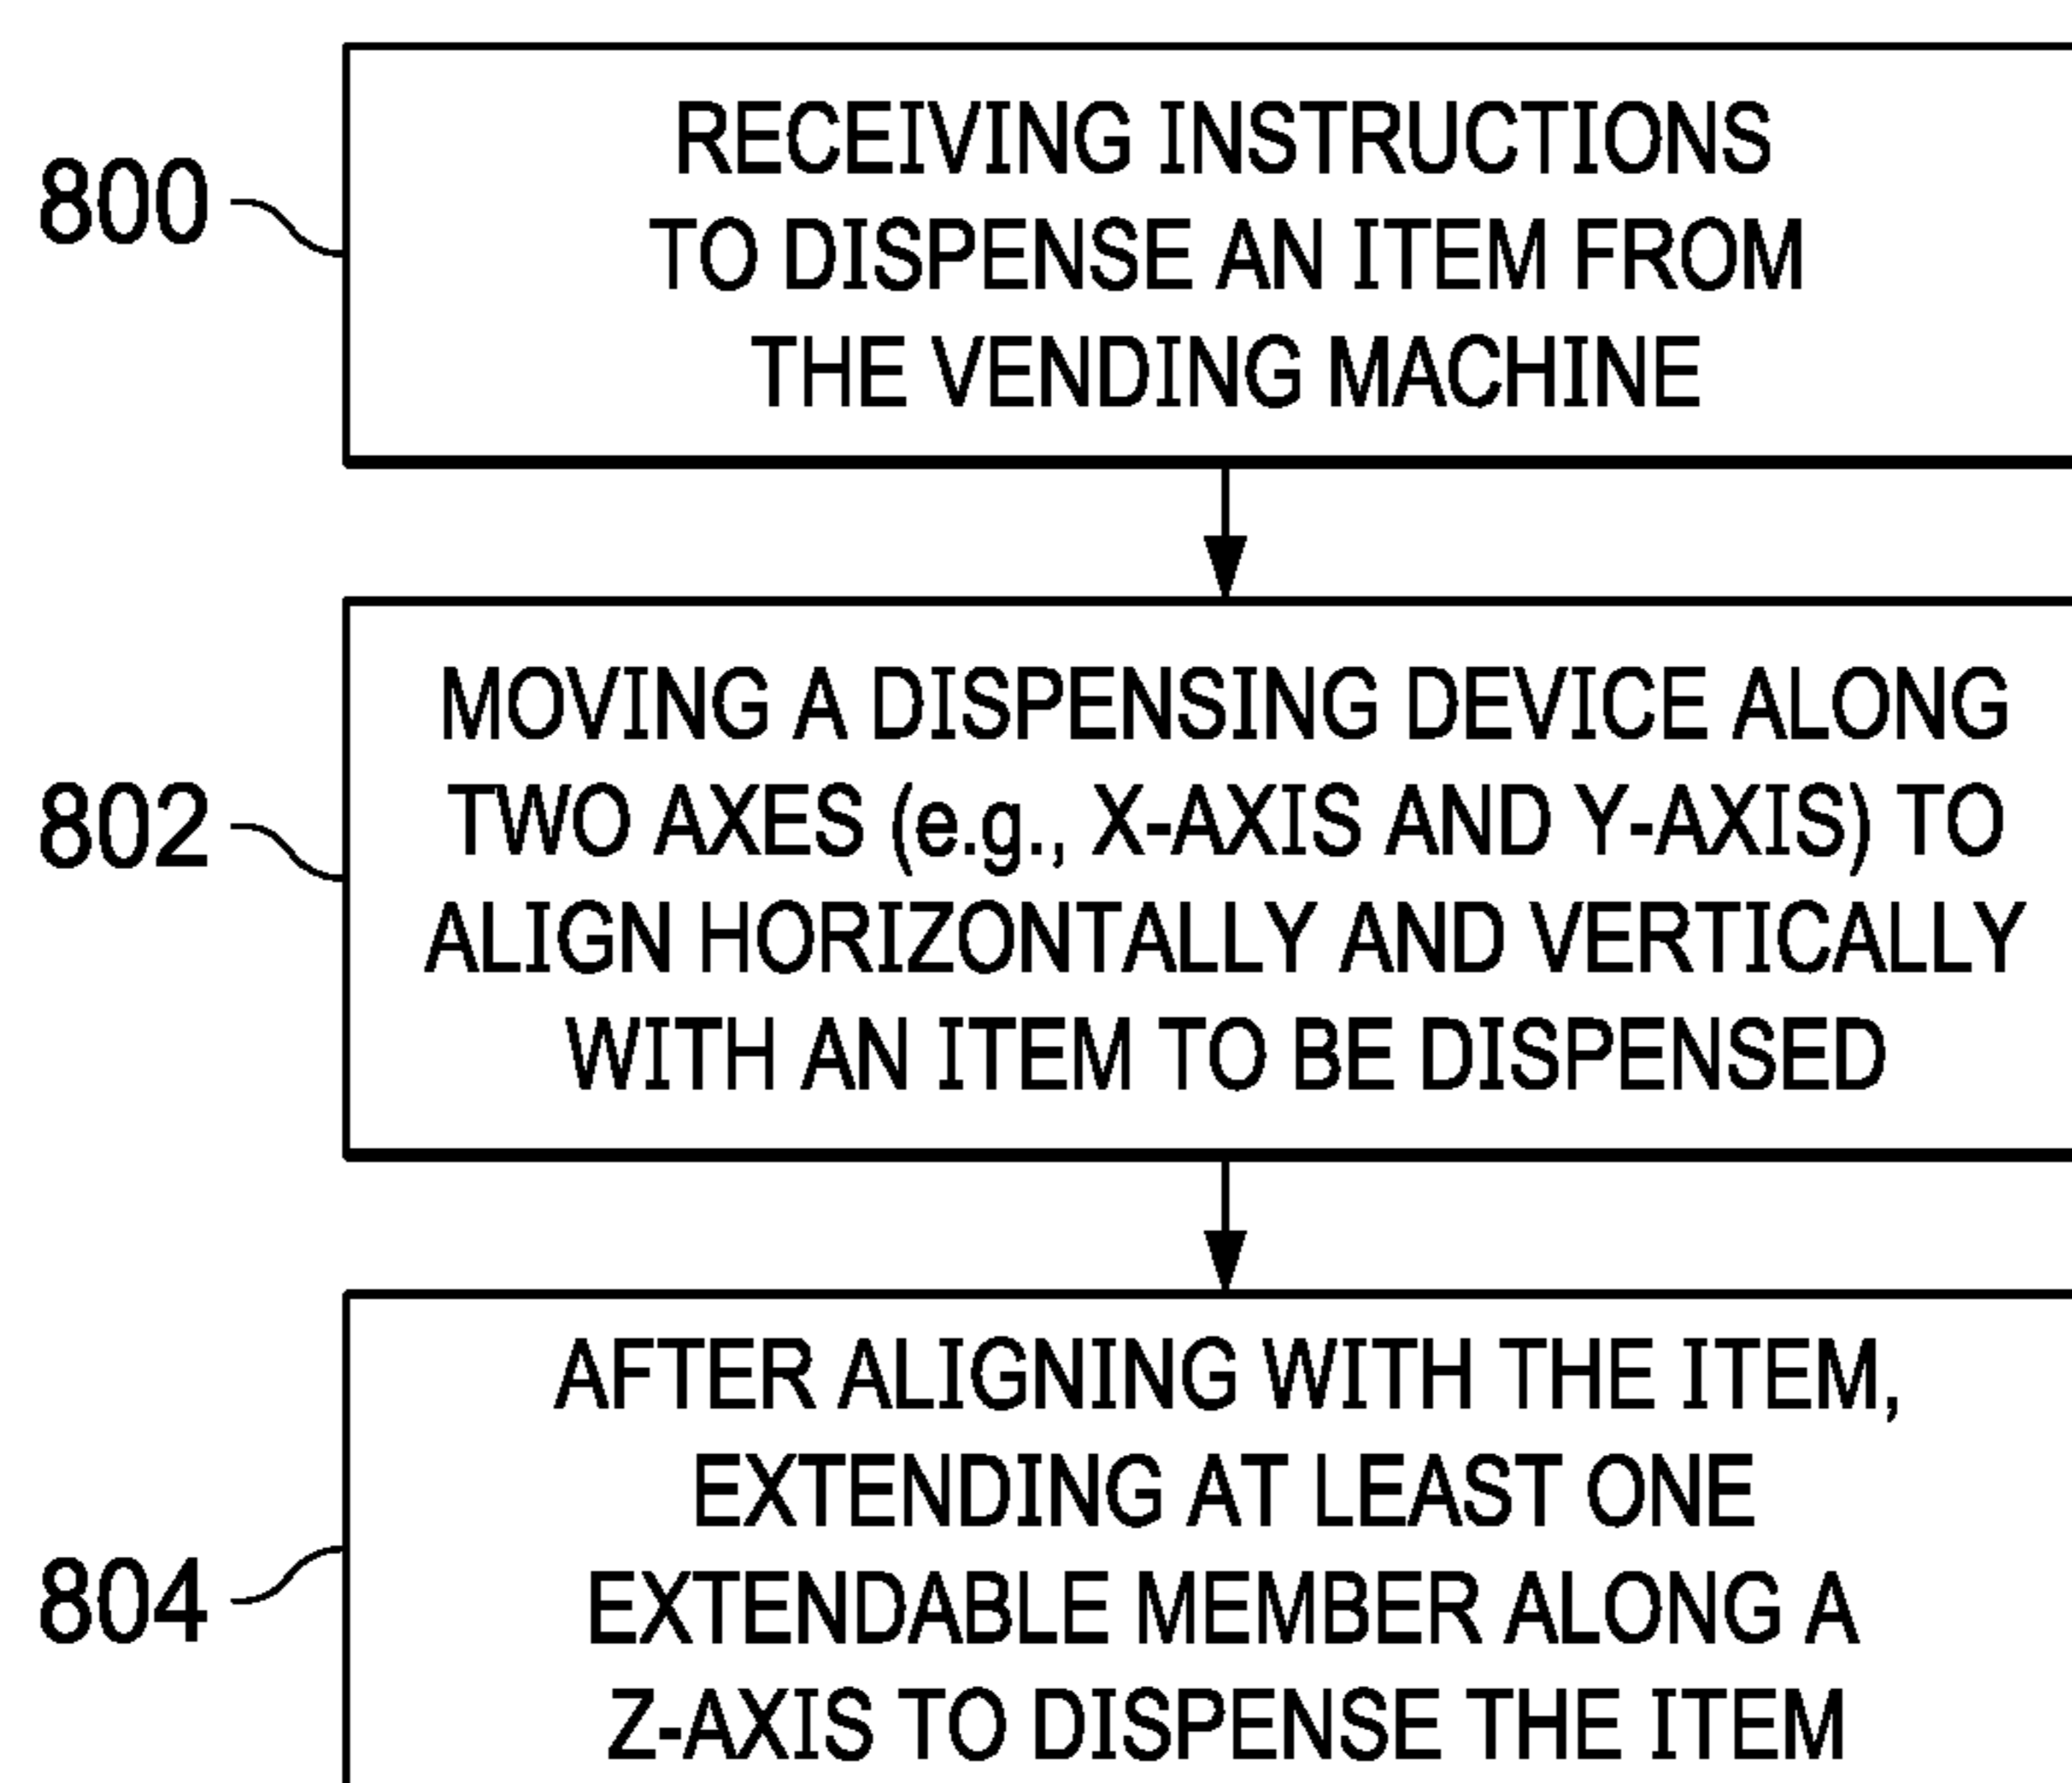 800
RECEIVING INSTRUCTIONS
TO DISPENSE AN ITEM FROM
THE VENDING MACHINE
802
MOVING A DISPENSING DEVICE ALONG
TWO AXES (e.g., X-AXIS AND Y-AXIS) TO
ALIGN HORIZONTALLY AND VERTICALLY
WITH AN ITEM TO BE DISPENSED
804
AFTER ALIGNING WITH THE ITEM,
EXTENDING AT LEAST ONE
EXTENDABLE MEMBER ALONG A
Z-AXIS TO DISPENSE THE ITEM